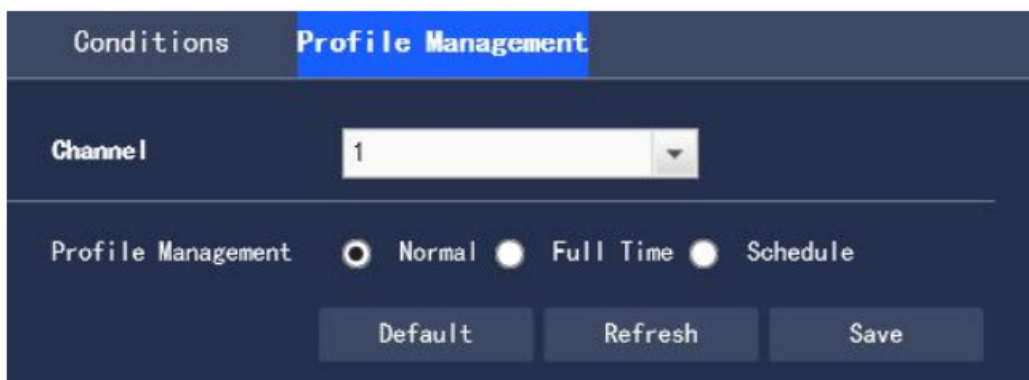 Conditions Profile Management
Channel 1
Profile Management Normal Full Time Schedule
Default Refresh Save